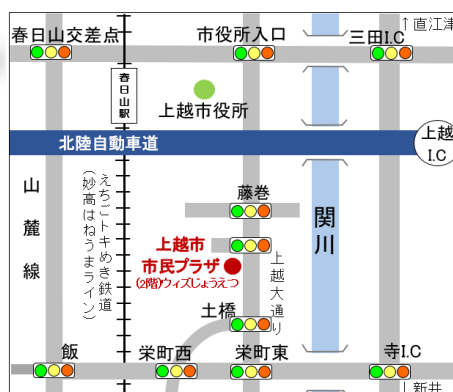 ↑直江津
春日山交差点
市役所入口
三田I.C
春日山駅
上越市役所
北陸自動車道
上越
I.C
山麓線
えちごトキめき鉄道
(妙高はねうまライン)
藤巻
関川
上越市
市民プラザ
(2階)ウィズじょうえつ
上越大通り
土橋
飯
栄町西
栄町東
寺I.C
↓新井